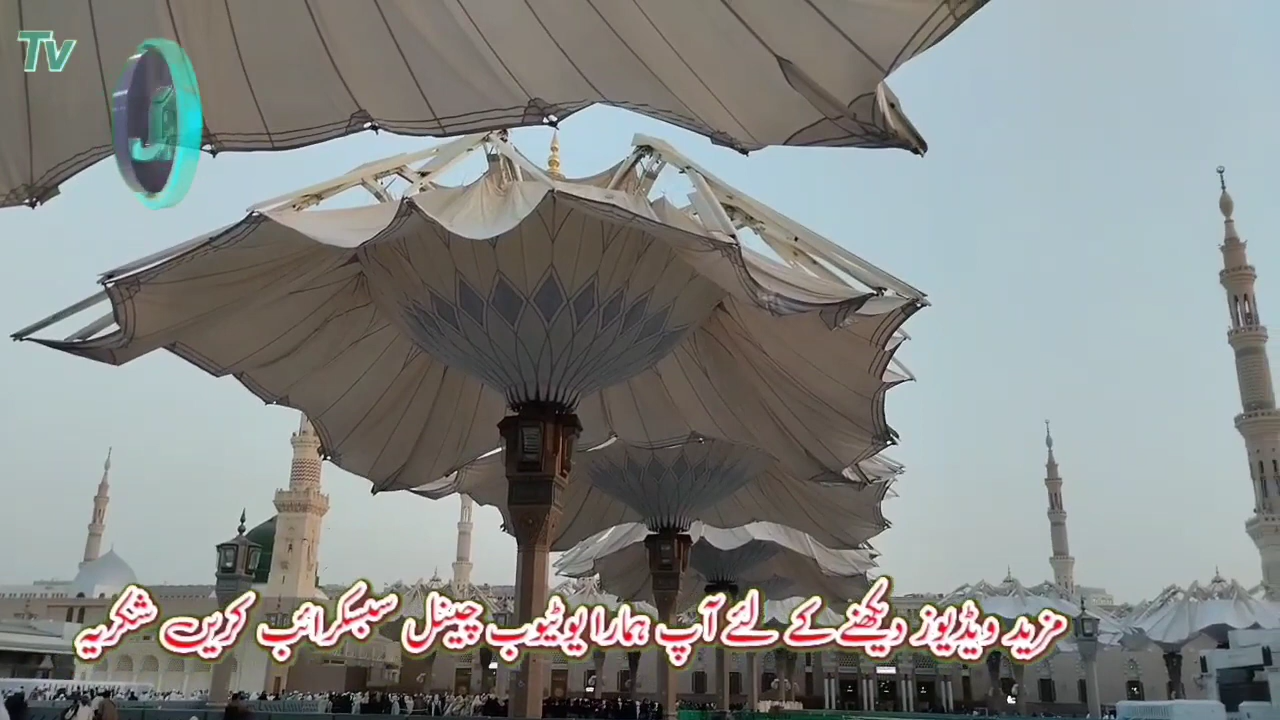 Tv
J
مزید ویڈیوز دیکھنے کے لئے آپ ہمارا یوٹیوب چینل سبسکرائب کریں شکریہ